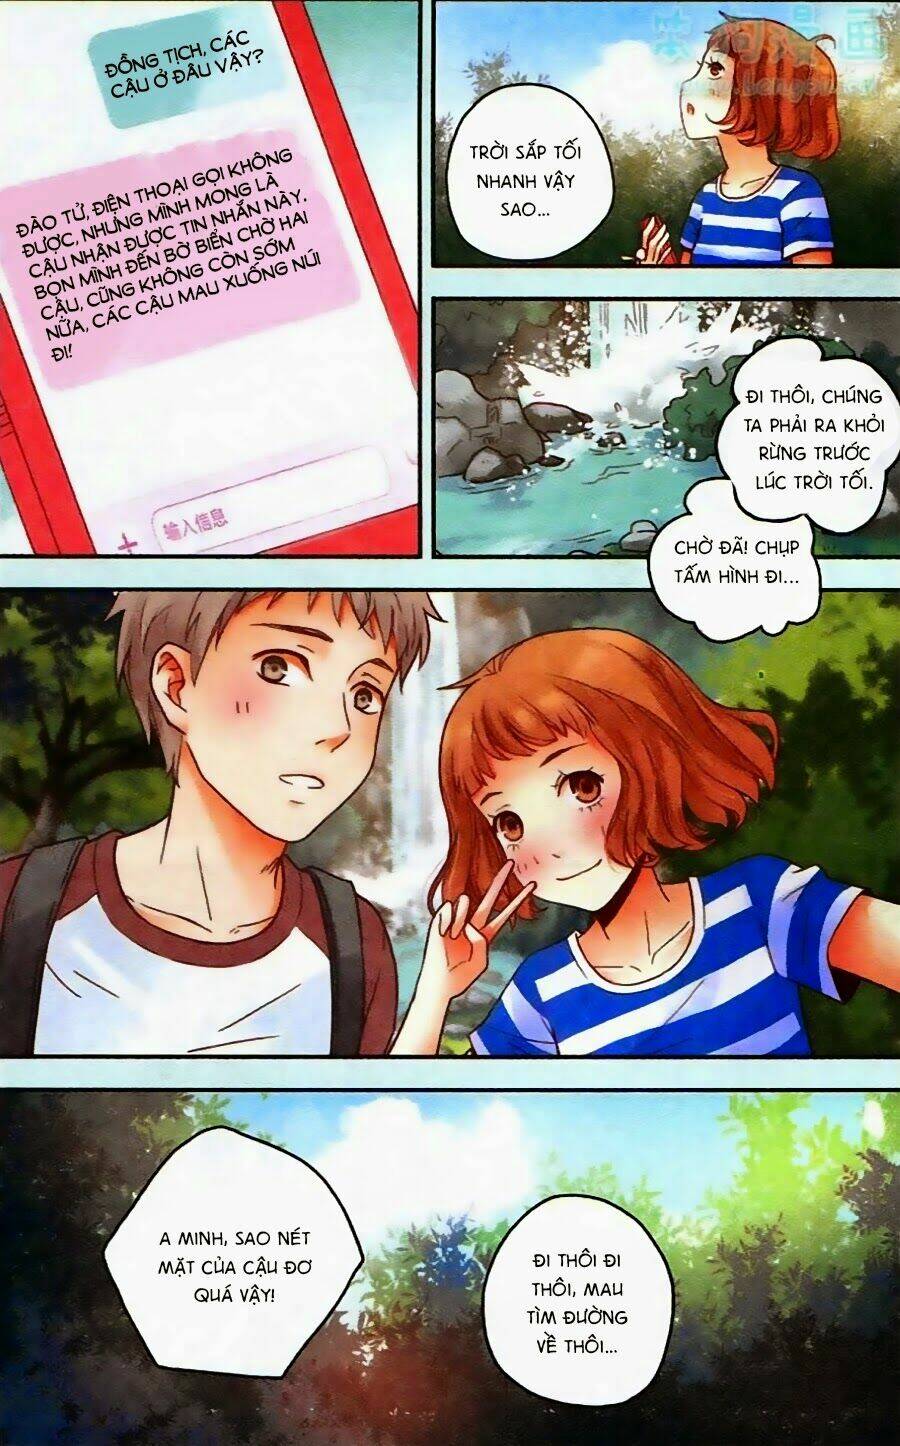 ĐỒNG TỊCH, CÁC
CẬU Ở ĐÂU VẬY?
ĐÀO TỬ, ĐIỆN THOẠI GỌI KHÔNG
ĐƯỢC, NHƯNG MÌNH MONG LÀ
CẬU NHẬN ĐƯỢC TIN NHẮN NÀY.
BỌN MÌNH ĐẾN BỜ BIỂN CHỜ HAI
CẬU, CŨNG KHÔNG CÒN SỚM
NỮA, CÁC CẬU MAU XUỐNG NÚI
ĐI!
输入信息
TRỜI SẮP TỐI
NHANH VẬY
SAO...
ĐI THÔI, CHÚNG
TA PHẢI RA KHỎI
RỪNG TRƯỚC
LÚC TRỜI TỐI.
CHỜ ĐÃ! CHỤP
TẤM HÌNH ĐI...
A MINH, SAO NÉT
MẶT CỦA CẬU ĐƠ
QUÁ VẬY!
ĐI THÔI ĐI
THÔI, MAU
TÌM ĐƯỜNG
VỀ THÔI...